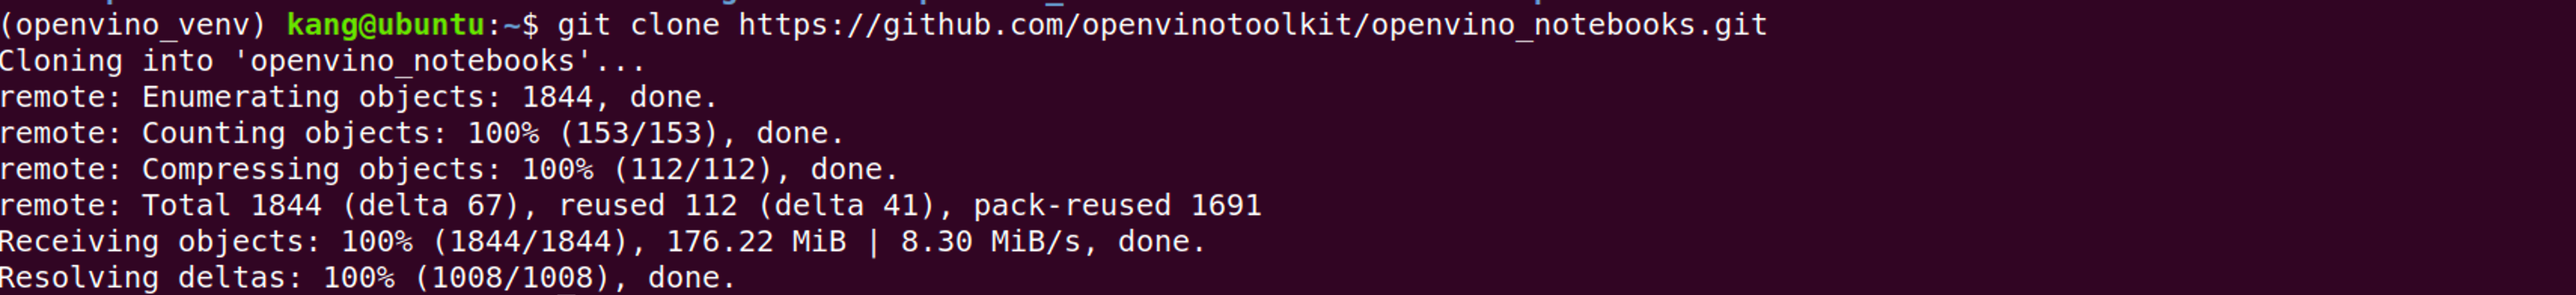 (openvino_venv) kang@ubuntu:~$ git clone https://github.com/openvinotoolkit/openvino_notebooks.git
Cloning into 'openvino_notebooks'...
remote: Enumerating objects: 1844, done.
remote: Counting objects: 100% (153/153), done.
remote: Compressing objects: 100% (112/112), done.
remote: Total 1844 (delta 67), reused 112 (delta 41), pack-reused 1691
Receiving objects: 100% (1844/1844), 176.22 MiB | 8.30 MiB/s, done.
Resolving deltas: 100% (1008/1008), done.